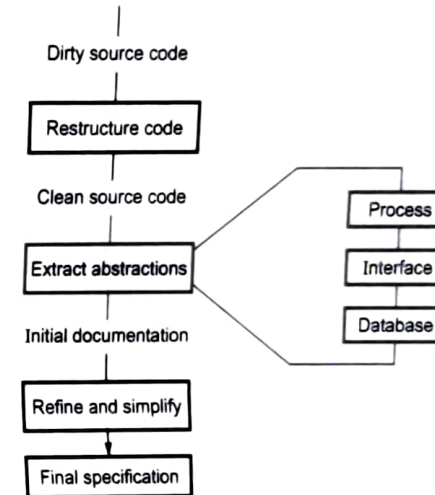 Dirty source code
Restructure code
Clean source code
Extract abstractions
Process
Interface
Database
Initial documentation
Refine and simplify
Final specification